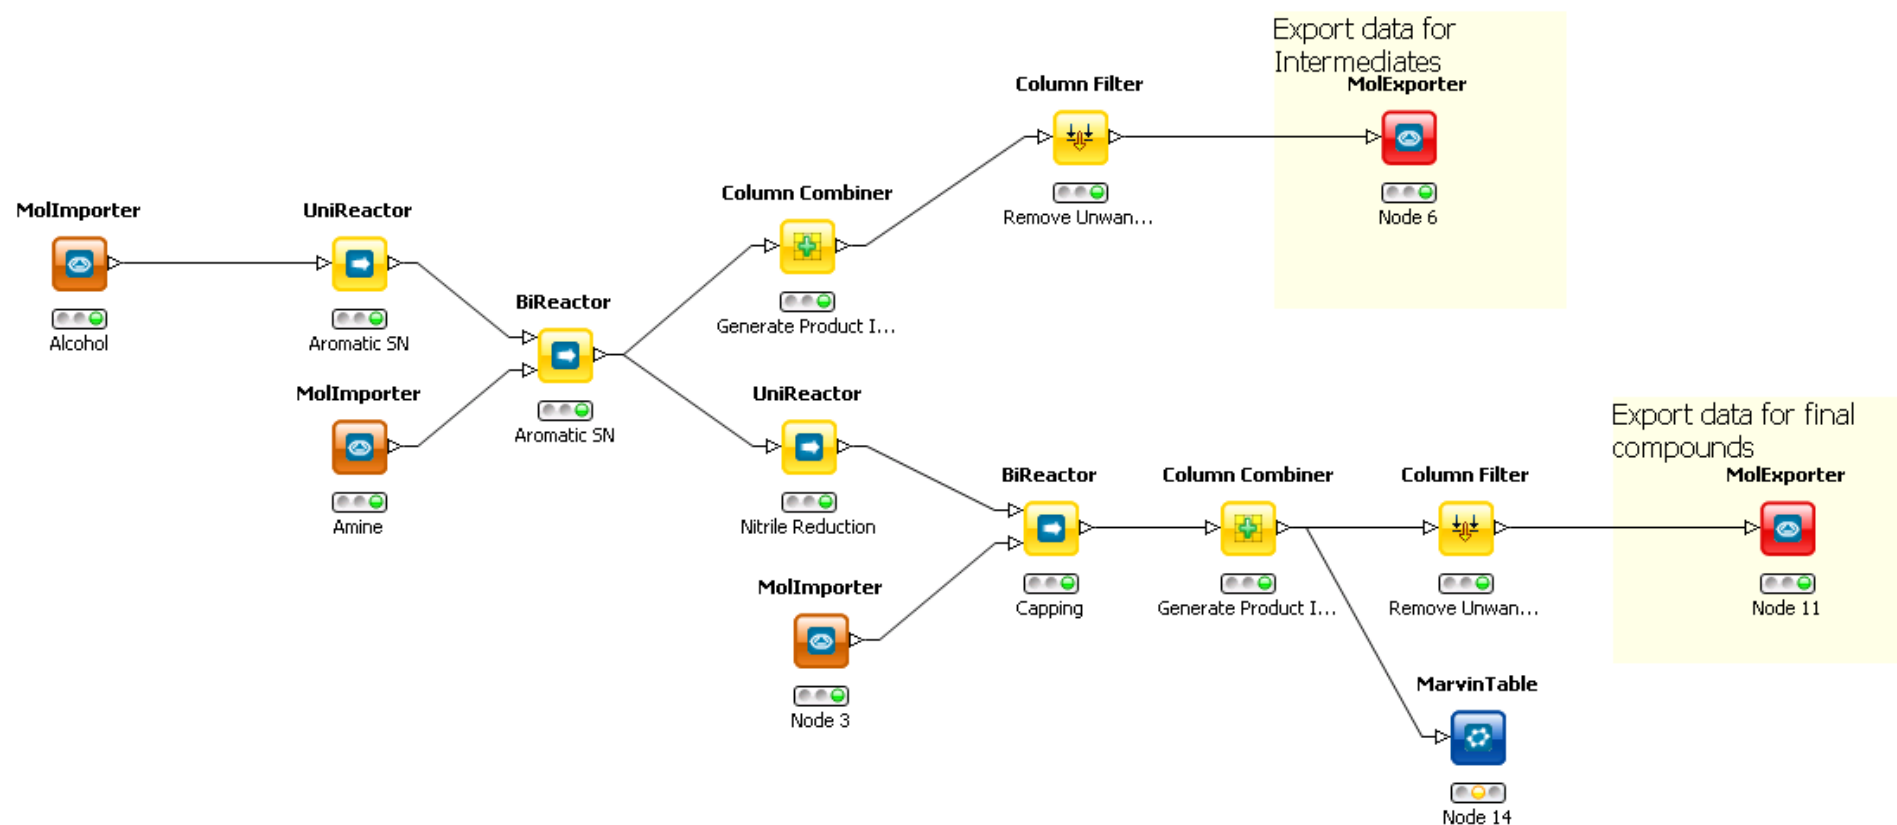 Export data for
Intermediates
Column Filter
MolExporter
Remove Unwan...
Node 6
Column Combiner
Generate Product I...
MolImporter
Alcohol
UniReactor
Aromatic SN
BiReactor
Aromatic SN
MolImporter
Amine
UniReactor
Nitrile Reduction
Export data for final
compounds
BiReactor
Capping
Column Combiner
Generate Product I...
Column Filter
Remove Unwan...
MolExporter
Node 11
MolImporter
Node 3
MarvinTable
Node 14